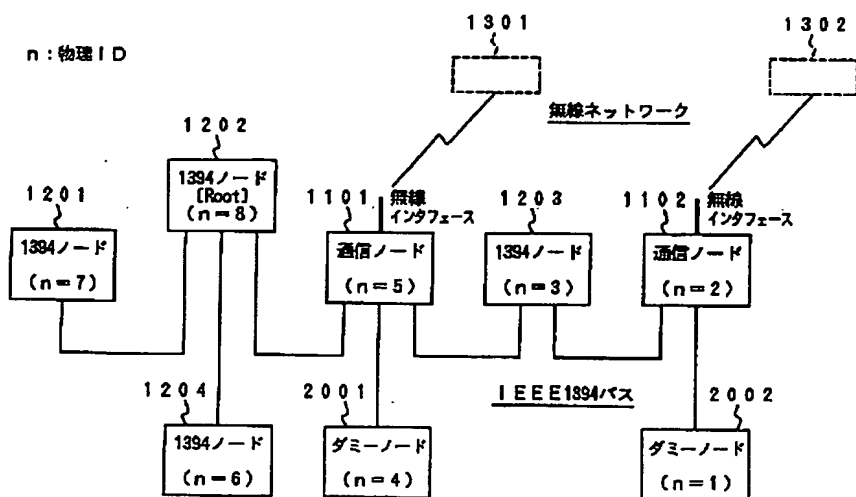 1301
1302
n:物理ID
無線ネットワーク
1202
1394ノード
[Root]
(n=8)
1201
1394ノード
(n=7)
1101
無線
インタフェース
通信ノード
(n=5)
1203
1394ノード
(n=3)
1102
無線
インタフェース
通信ノード
(n=2)
IEEE1394バス
1204
1394ノード
(n=6)
2001
ダミーノード
(n=4)
2002
ダミーノード
(n=1)